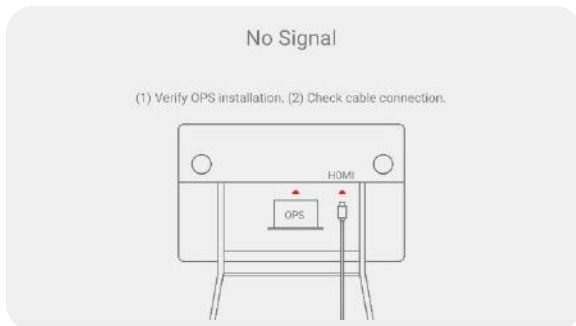 No Signal
(1) Verify OPS installation. (2) Check cable connection.
HDMI
OPS